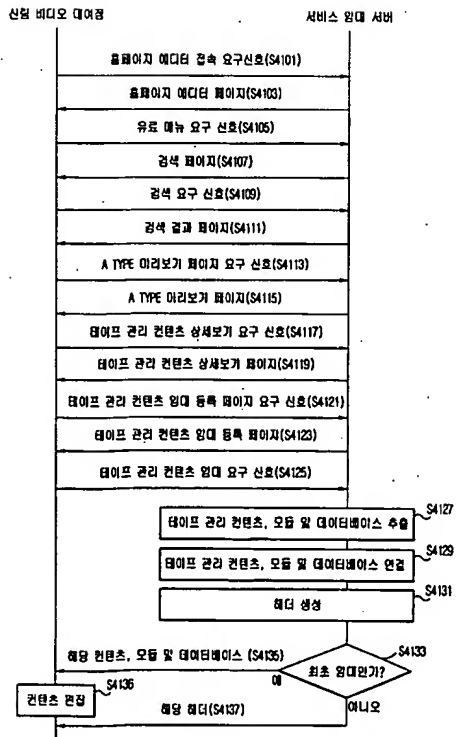 신림 비디오 대여점
서비스 임대 서버
홈페이지 에디터 접속 요구신호(S4101)
홈페이지 에디터 페이지(S4103)
유료 메뉴 요구 신호(S4105)
검색 페이지(S4107)
검색 요구 신호(S4109)
검색 결과 페이지(S4111)
A TYPE 미리보기 페이지 요구 신호(S4113)
A TYPE 미리보기 페이지(S4115)
테이프 관리 컨텐츠 상세보기 요구 신호(S4117)
테이프 관리 컨텐츠 상세보기 페이지(S4119)
테이프 관리 컨텐츠 임대 등록 페이지 요구 신호(S4121)
테이프 관리 컨텐츠 임대 등록 페이지(S4123)
테이프 관리 컨텐츠 임대 요구 신호(S4125)
S4127
테이프 관리 컨텐츠, 모듈 및 데이터베이스 추출
S4129
테이프 관리 컨텐츠, 모듈 및 데이터베이스 연결
S4131
헤더 생성
S4133
해당 컨텐츠, 모듈 및 데이터베이스 (S4135)
최초 임대인가?
예
S4136
컨텐츠 편집
해당 헤더(S4137)
아니오